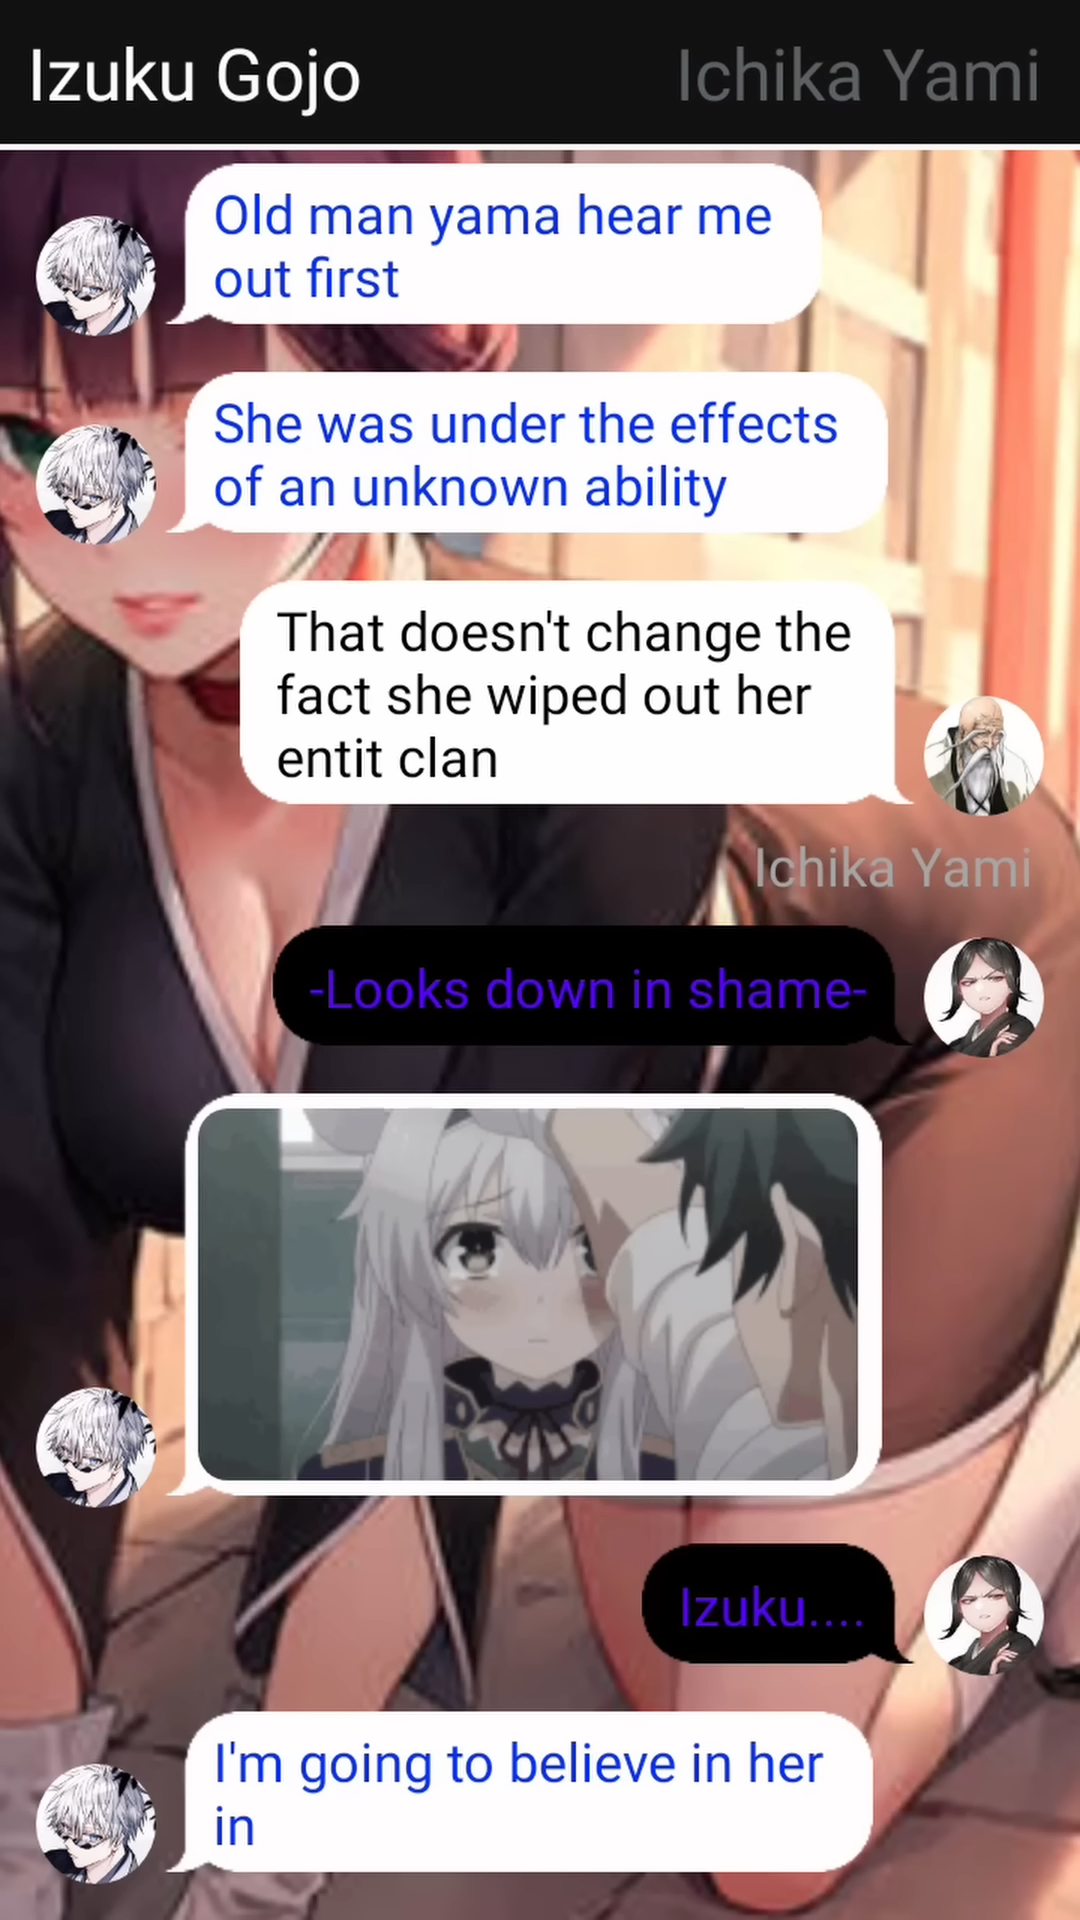 Izuku Gojo
Ichika Yami
Old man yama hear me
out first
She was under the effects
of an unknown ability
That doesn't change the
fact she wiped out her
entit clan
Ichika Yami
-Looks down in shame-
Izuku....
I'm going to believe in her
in